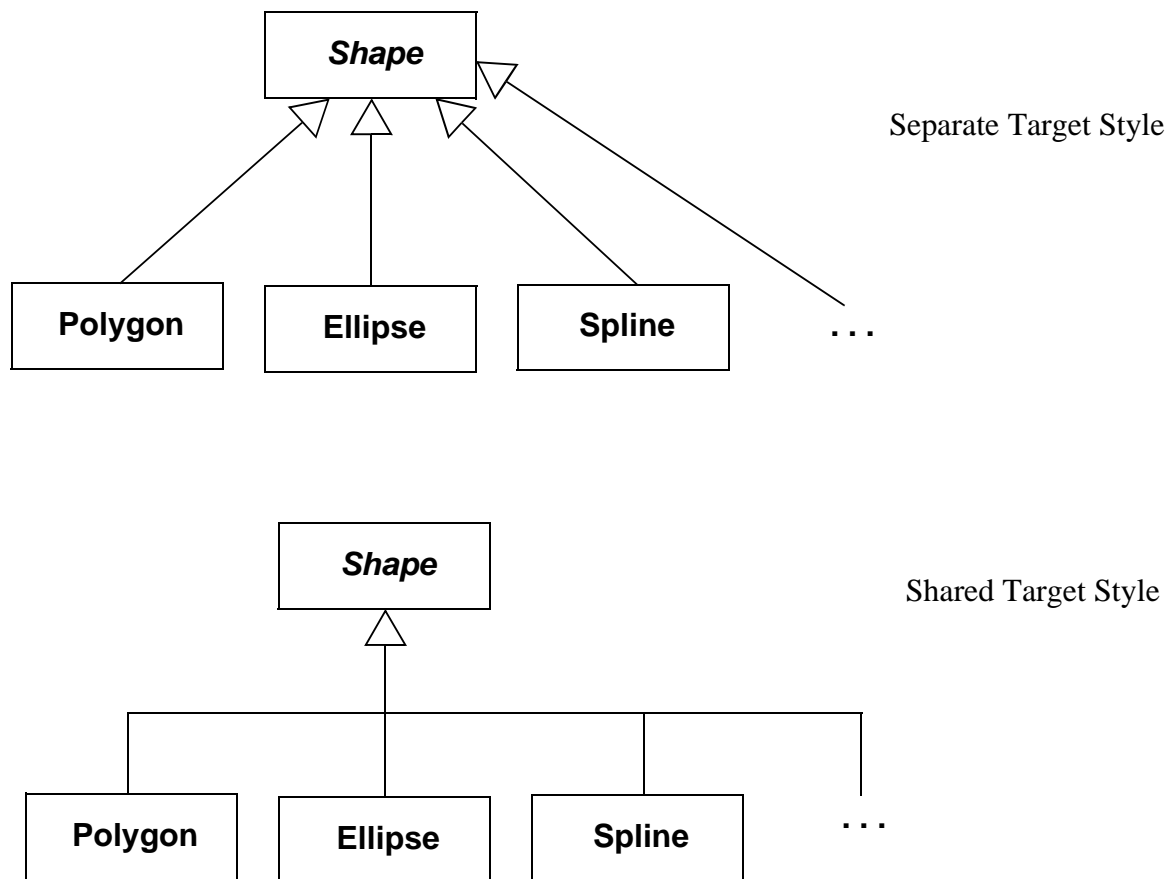 Shape
Separate Target Style
Polygon
Ellipse
Spline
. . .
Shape
Shared Target Style
Polygon
Ellipse
Spline
. . .